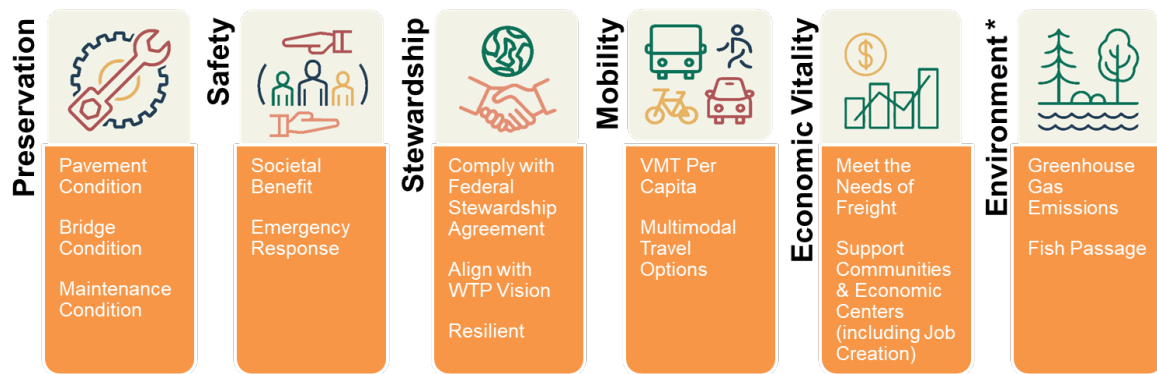 Preservation
Pavement
Condition
Bridge
Condition
Maintenance
Condition
Safety
Societal
Benefit
Emergency
Response
Stewardship
Comply with
Federal
Stewardship
Agreement
Align with
WTP Vision
Resilient
Mobility
VMT Per
Capita
Multimodal
Travel
Options
Economic Vitality
$
Meet the
Needs of
Freight
Support
Communities
& Economic
Centers
(including Job
Creation)
Environment *
Greenhouse
Gas
Emissions
Fish Passage